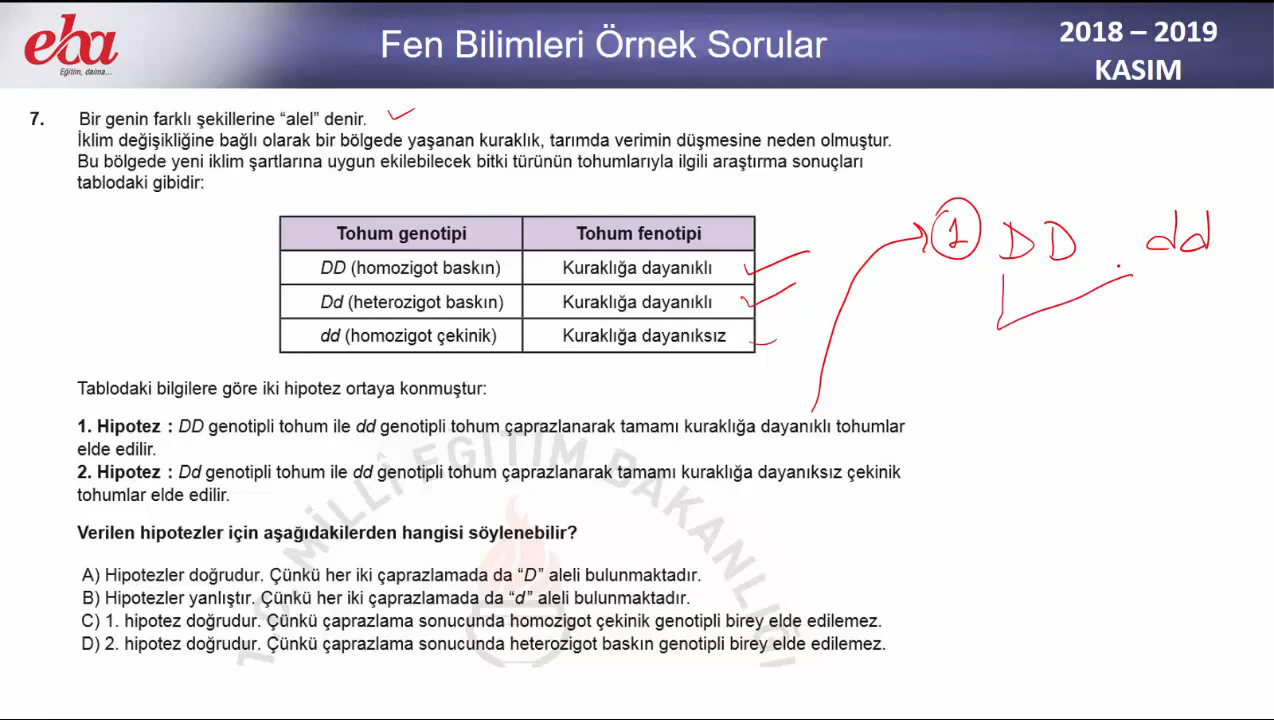 eba
Eğitim, daima...
Fen Bilimleri Örnek Sorular
2018 – 2019
KASIM
7. Bir genin farklı şekillerine “alel” denir.
İklim değişikliğine bağlı olarak bir bölgede yaşanan kuraklık, tarımda verimin düşmesine neden olmuştur.
Bu bölgede yeni iklim şartlarına uygun ekilebilecek bitki türünün tohumlarıyla ilgili araştırma sonuçları
tablodaki gibidir:
Tohum genotipi Tohum fenotipi
DD (homozigot baskın) Kuraklığa dayanıklı
Dd (heterozigot baskın) Kuraklığa dayanıklı
dd (homozigot çekinik) Kuraklığa dayanıksız
1 DD . dd
Tablodaki bilgilere göre iki hipotez ortaya konmuştur:
1. Hipotez : DD genotipli tohum ile dd genotipli tohum çaprazlanarak tamamı kuraklığa dayanıklı tohumlar
elde edilir.
2. Hipotez : Dd genotipli tohum ile dd genotipli tohum çaprazlanarak tamamı kuraklığa dayanıksız çekinik
tohumlar elde edilir.
Verilen hipotezler için aşağıdakilerden hangisi söylenebilir?
A) Hipotezler doğrudur. Çünkü her iki çaprazlamada da “D” aleli bulunmaktadır.
B) Hipotezler yanlıştır. Çünkü her iki çaprazlamada da “d” aleli bulunmaktadır.
C) 1. hipotez doğrudur. Çünkü çaprazlama sonucunda homozigot çekinik genotipli birey elde edilemez.
D) 2. hipotez doğrudur. Çünkü çaprazlama sonucunda heterozigot baskın genotipli birey elde edilemez.
T.C. MİLLÎ EĞİTİM BAKANLIĞI